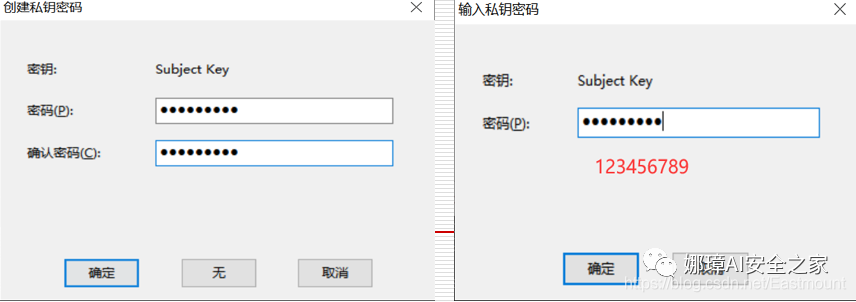 创建私钥密码
密钥: Subject Key
密码(P): ●●●●●●●●●
确认密码(C): ●●●●●●●●●
确定 无 取消
输入私钥密码
密钥: Subject Key
密码(P): ●●●●●●●●●
123456789
确定
娜璋AI安全之家
https://blog.csdn.net/Eastmount